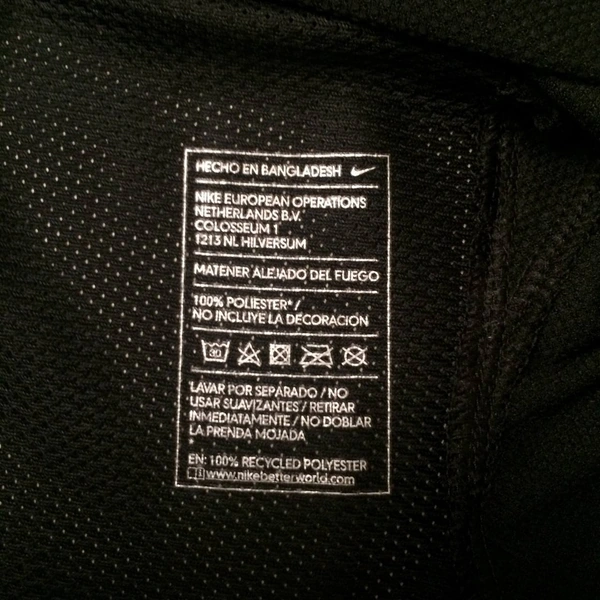 HECHO EN BANGLADESH
NIKE EUROPEAN OPERATIONS
NETHERLANDS B.V.
COLOSSEUM 1
1213 NL HILVERSUM
MATENER ALEJADO DEL FUEGO
100% POLIESTER* /
NO INCLUYE LA DECORACIÓN
30
LAVAR POR SEPARADO / NO
USAR SUAVIZANTES / RETIRAR
INMEDIATAMENTE / NO DOBLAR
LA PRENDA MOJADA
*
EN: 100% RECYCLED POLYESTER
www.nikebetterworld.com